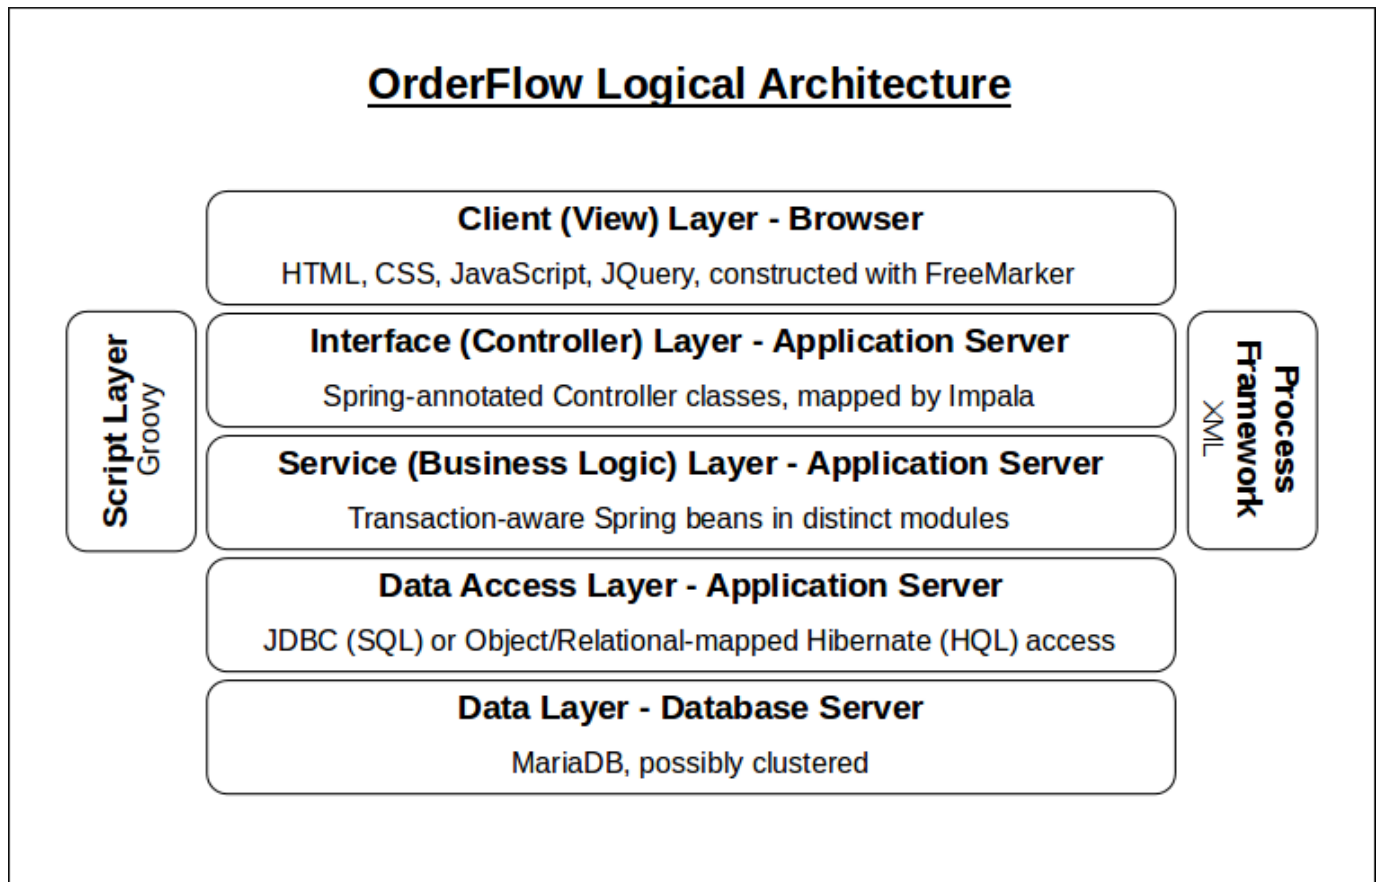 OrderFlow Logical Architecture
Client (View) Layer - Browser
HTML, CSS, JavaScript, JQuery, constructed with FreeMarker
Script Layer
Groovy
Interface (Controller) Layer - Application Server
Spring-annotated Controller classes, mapped by Impala
Service (Business Logic) Layer - Application Server
Transaction-aware Spring beans in distinct modules
Process
Framework
XML
Data Access Layer - Application Server
JDBC (SQL) or Object/Relational-mapped Hibernate (HQL) access
Data Layer - Database Server
MariaDB, possibly clustered